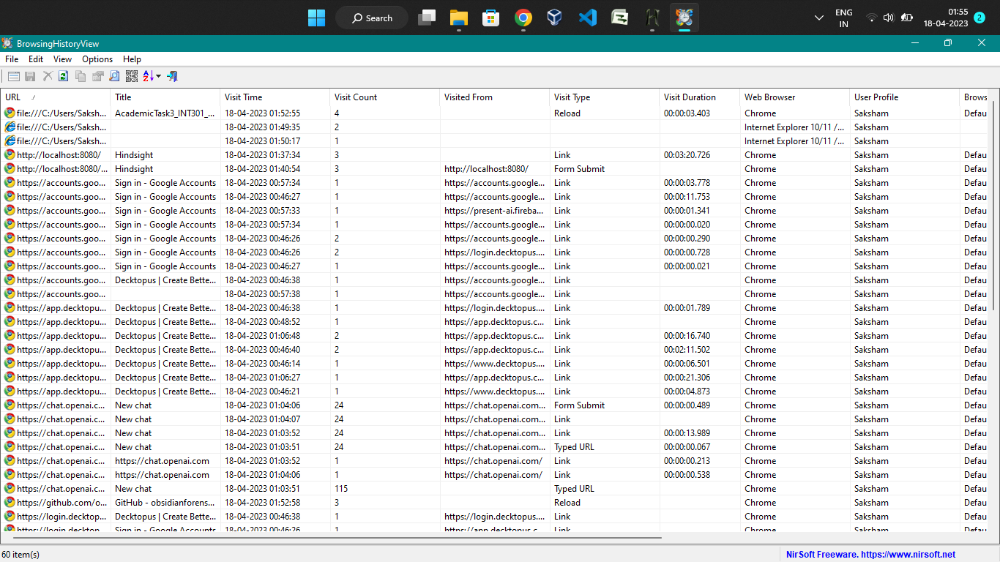 Search
ENG
IN
01:55
18-04-2023
2
BrowsingHistoryView
File Edit View Options Help
URL Title Visit Time Visit Count Visited From Visit Type Visit Duration Web Browser User Profile Brows
file:///C:/Users/Saksh... AcademicTask3_INT301_... 18-04-2023 01:52:55 4 Reload 00:00:03.403 Chrome Saksham Defau
file:///C:/Users/Saksh... 18-04-2023 01:49:35 2 Internet Explorer 10/11 /... Saksham
file:///C:/Users/Saksh... 18-04-2023 01:50:17 1 Internet Explorer 10/11 /... Saksham
http://localhost:8080/ Hindsight 18-04-2023 01:37:34 3 Link 00:03:20.726 Chrome Saksham Defau
http://localhost:8080/... Hindsight 18-04-2023 01:40:54 3 http://localhost:8080/ Form Submit Chrome Saksham Defau
https://accounts.goo... Sign in - Google Accounts 18-04-2023 00:57:34 1 https://accounts.google... Link 00:00:03.778 Chrome Saksham Defau
https://accounts.goo... Sign in - Google Accounts 18-04-2023 00:46:27 1 https://accounts.google... Link 00:00:11.753 Chrome Saksham Defau
https://accounts.goo... Sign in - Google Accounts 18-04-2023 00:57:33 1 https://present-ai.fireba... Link 00:00:01.341 Chrome Saksham Defau
https://accounts.goo... Sign in - Google Accounts 18-04-2023 00:57:34 1 https://accounts.google... Link 00:00:00.020 Chrome Saksham Defau
https://accounts.goo... Sign in - Google Accounts 18-04-2023 00:46:26 2 https://accounts.google... Link 00:00:00.290 Chrome Saksham Defau
https://accounts.goo... Sign in - Google Accounts 18-04-2023 00:46:26 2 https://login.decktopus.... Link 00:00:00.728 Chrome Saksham Defau
https://accounts.goo... Sign in - Google Accounts 18-04-2023 00:46:27 1 https://accounts.google... Link 00:00:00.021 Chrome Saksham Defau
https://accounts.goo... Decktopus | Create Bette... 18-04-2023 00:46:38 1 https://accounts.google... Link Chrome Saksham Defau
https://accounts.goo... 18-04-2023 00:57:38 1 https://accounts.google... Link Chrome Saksham Defau
https://app.decktopu... Decktopus | Create Bette... 18-04-2023 00:46:38 1 https://login.decktopus.... Link 00:00:01.789 Chrome Saksham Defau
https://app.decktopu... Decktopus | Create Bette... 18-04-2023 00:48:52 1 https://app.decktopus.c... Link Chrome Saksham Defau
https://app.decktopu... Decktopus | Create Bette... 18-04-2023 01:06:48 2 https://app.decktopus.c... Link 00:00:16.740 Chrome Saksham Defau
https://app.decktopu... Decktopus | Create Bette... 18-04-2023 00:46:40 2 https://app.decktopus.c... Link 00:02:11.502 Chrome Saksham Defau
https://app.decktopu... Decktopus | Create Bette... 18-04-2023 00:46:14 1 https://www.decktopus.... Link 00:00:06.501 Chrome Saksham Defau
https://app.decktopu... Decktopus | Create Bette... 18-04-2023 01:06:27 1 https://app.decktopus.c... Link 00:00:21.306 Chrome Saksham Defau
https://app.decktopu... Decktopus | Create Bette... 18-04-2023 00:46:21 1 https://www.decktopus.... Link 00:00:04.873 Chrome Saksham Defau
https://chat.openai.c... New chat 18-04-2023 01:04:06 24 https://chat.openai.com... Form Submit 00:00:00.489 Chrome Saksham Defau
https://chat.openai.c... New chat 18-04-2023 01:04:07 24 https://chat.openai.com... Link Chrome Saksham Defau
https://chat.openai.c... New chat 18-04-2023 01:03:52 24 https://chat.openai.com... Link 00:00:13.989 Chrome Saksham Defau
https://chat.openai.c... New chat 18-04-2023 01:03:51 24 https://chat.openai.com... Typed URL 00:00:00.067 Chrome Saksham Defau
https://chat.openai.c... https://chat.openai.com 18-04-2023 01:03:52 1 https://chat.openai.com/ Link 00:00:00.213 Chrome Saksham Defau
https://chat.openai.c... https://chat.openai.com 18-04-2023 01:04:06 1 https://chat.openai.com/ Link 00:00:00.538 Chrome Saksham Defau
https://chat.openai.c... New chat 18-04-2023 01:03:51 115 Typed URL Chrome Saksham Defau
https://github.com/o... GitHub - obsidianforens... 18-04-2023 01:52:58 3 Reload Chrome Saksham Defau
https://login.decktop... Decktopus | Create Bette... 18-04-2023 00:46:38 1 https://login.decktopus.... Link Chrome Saksham Defau
https://login.decktop... Sign in - Google Accounts 18-04-2023 00:46:26 1 https://app.decktopus.c... Link Chrome Saksham Defau
60 item(s)
NirSoft Freeware. https://www.nirsoft.net